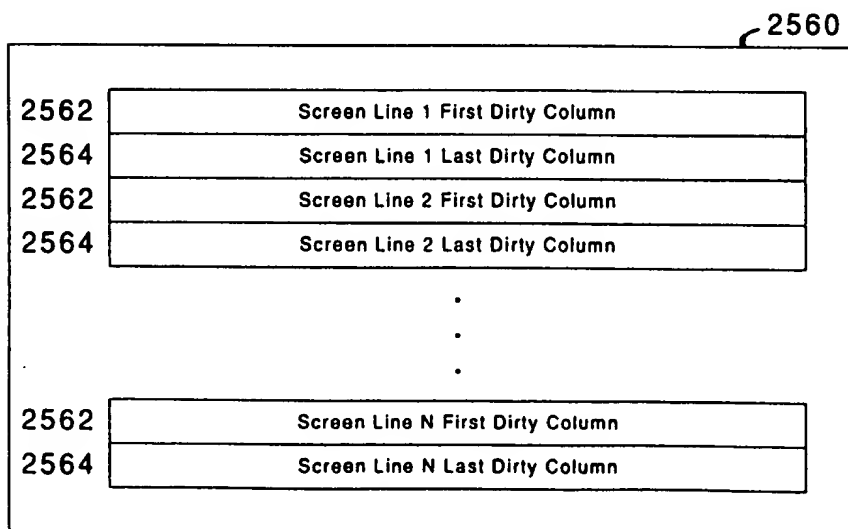 2560
2562 Screen Line 1 First Dirty Column
2564 Screen Line 1 Last Dirty Column
2562 Screen Line 2 First Dirty Column
2564 Screen Line 2 Last Dirty Column
.
.
.
2562 Screen Line N First Dirty Column
2564 Screen Line N Last Dirty Column